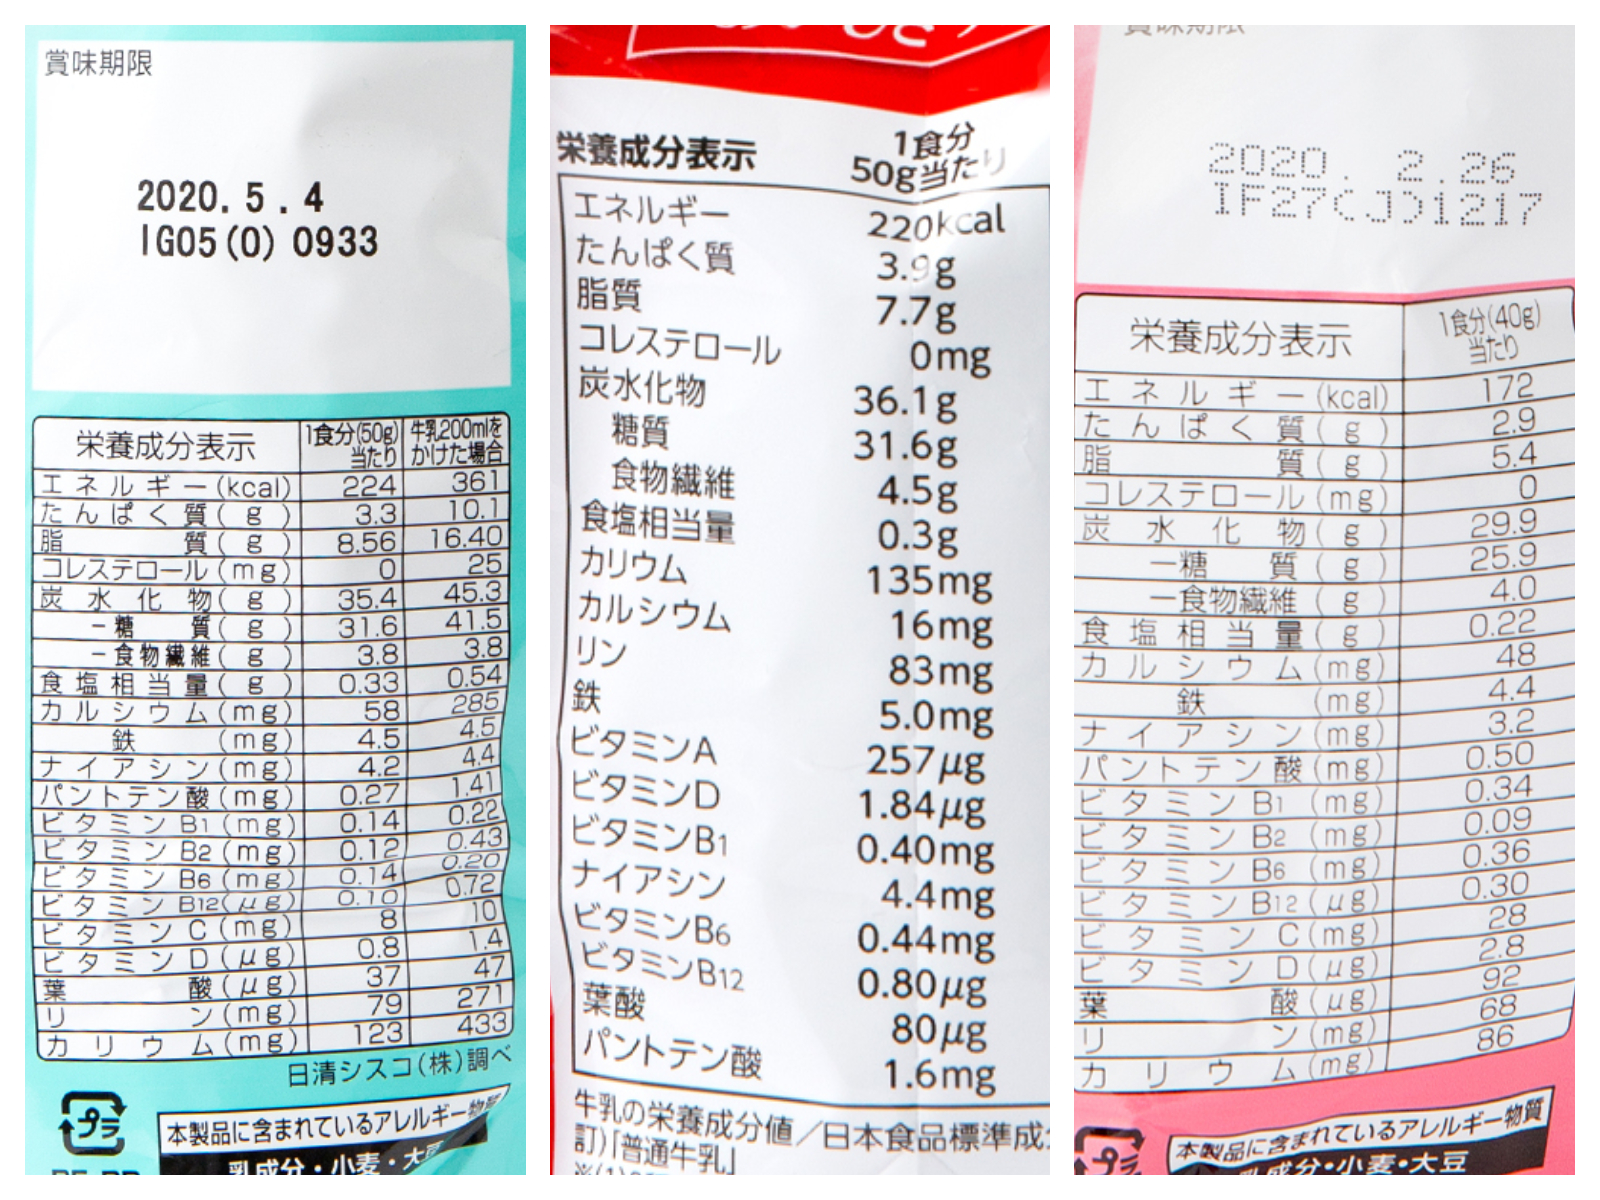 賞味期限
2020. 5 . 4
IG05(0) 0933
栄養成分表示 1食分(50g)当たり 牛乳200mlをかけた場合
エネルギー(kcal) 224 361
たんぱく質(g) 3.3 10.1
脂質(g) 8.56 16.40
コレステロール(mg) 0 25
炭水化物(g) 35.4 45.3
－糖質(g) 31.6 41.5
－食物繊維(g) 3.8 3.8
食塩相当量(g) 0.33 0.54
カルシウム(mg) 58 285
鉄(mg) 4.5 4.5
ナイアシン(mg) 4.2 4.4
パントテン酸(mg) 0.27 1.41
ビタミンB1(mg) 0.14 0.22
ビタミンB2(mg) 0.12 0.43
ビタミンB6(mg) 0.14 0.20
ビタミンB12(μg) 0.10 0.72
ビタミンC(mg) 8 10
ビタミンD(μg) 0.8 1.4
葉酸(μg) 37 47
リン(mg) 79 271
カリウム(mg) 123 433
日清シスコ(株)調べ
プラ
本製品に含まれているアレルギー物質
乳成分・小麦・大豆
栄養成分表示 1食分50g当たり
エネルギー 220kcal
たんぱく質 3.9g
脂質 7.7g
コレステロール 0mg
炭水化物 36.1g
糖質 31.6g
食物繊維 4.5g
食塩相当量 0.3g
カリウム 135mg
カルシウム 16mg
リン 83mg
鉄 5.0mg
ビタミンA 257μg
ビタミンD 1.84μg
ビタミンB1 0.40mg
ナイアシン 4.4mg
ビタミンB6 0.44mg
ビタミンB12 0.80μg
葉酸 80μg
パントテン酸 1.6mg
牛乳の栄養成分値／日本食品標準成
訂)「普通牛乳」
賞味期限
2020. 2.26
IF27CJ 1217
栄養成分表示 1食分(40g)当たり
エネルギー(kcal) 172
たんぱく質(g) 2.9
脂質(g) 5.4
コレステロール(mg) 0
炭水化物(g) 29.9
－糖質(g) 25.9
－食物繊維(g) 4.0
食塩相当量(g) 0.22
カルシウム(mg) 48
鉄(mg) 4.4
ナイアシン(mg) 3.2
パントテン酸(mg) 0.50
ビタミンB1(mg) 0.34
ビタミンB2(mg) 0.09
ビタミンB6(mg) 0.36
ビタミンB12(μg) 0.30
ビタミンC(mg) 28
ビタミンD(μg) 2.8
葉酸(μg) 92
リン(mg) 68
カリウム(mg) 86
プラ
本製品に含まれているアレルギー物質
乳成分・小麦・大豆